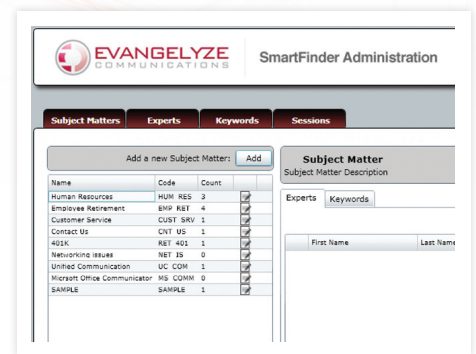 EVANGELYZE
COMMUNICATIONS
SmartFinder Administration
Subject Matters Experts Keywords Sessions
Add a new Subject Matter: Add
Name Code Count
Human Resources HUM RES 3
Employee Retirement EMP RET 4
Customer Service CUST SRV 1
Contact Us CNT US 1
401K RET 401 1
Networking issues NET IS 0
Unified Communication UC COM 1
Micrsoft Office Communicator MS COMM 0
SAMPLE SAMPLE 1
Subject Matter
Subject Matter Description
Experts Keywords
First Name Last Name